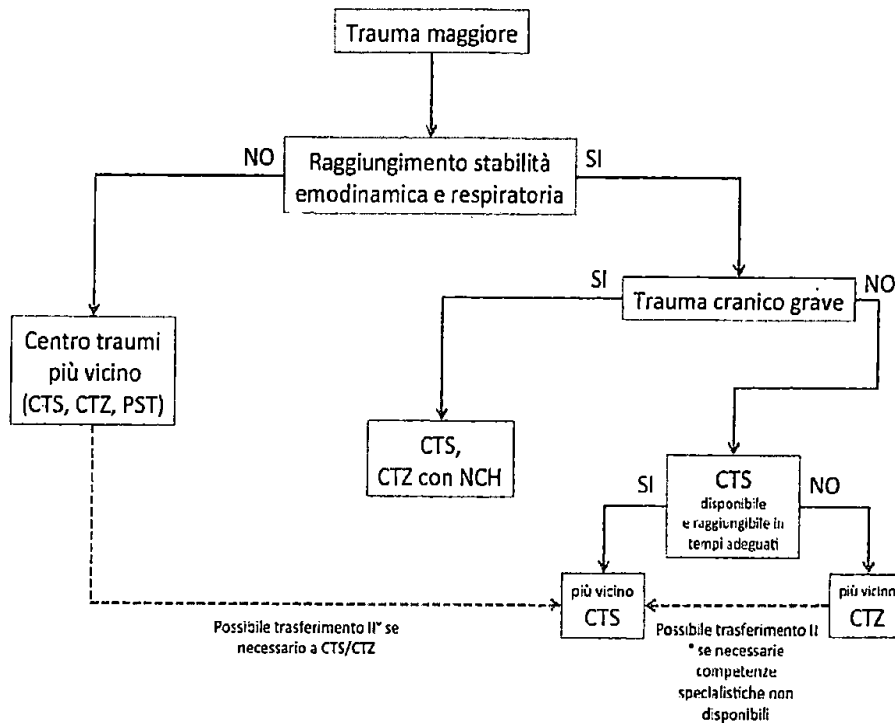 Trauma maggiore
NO
Raggiungimento stabilità
emodinamica e respiratoria
SI
SI
Trauma cranico grave
NO
Centro traumi
più vicino
(CTS, CTZ, PST)
CTS,
CTZ con NCH
SI
CTS
disponibile
e raggiungibile in
tempi adeguati
NO
più vicino
CTS
più vicino
CTZ
Possibile trasferimento II° se
necessario a CTS/CTZ
Possibile trasferimento II
° se necessarie
competenze
specialistiche non
disponibili